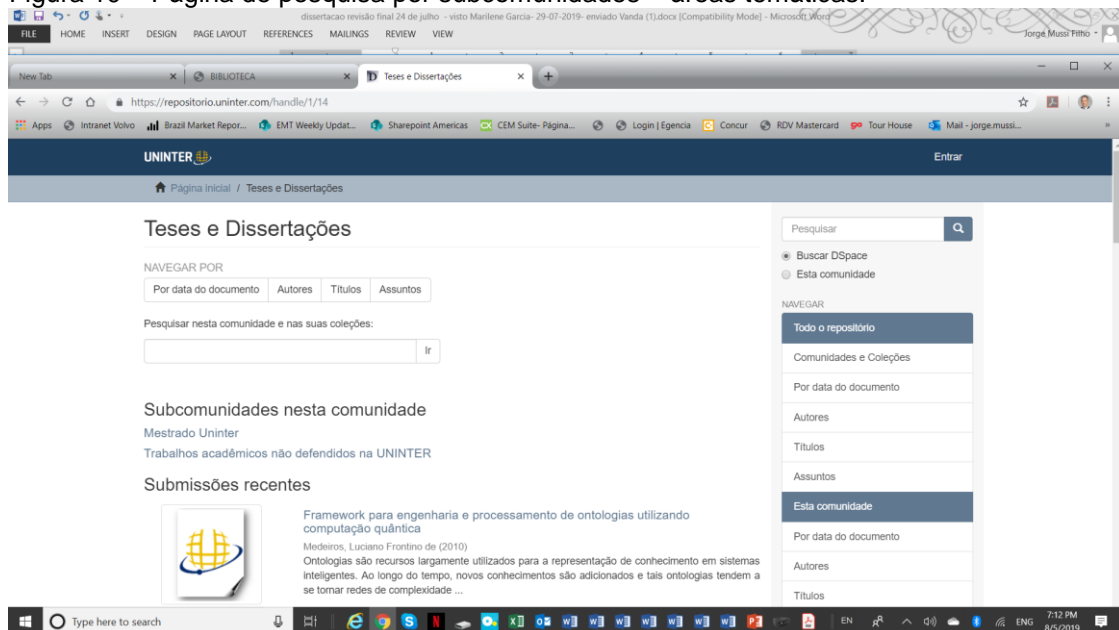 Figura 10 – Página de pesquisa por subcomunidades – áreas temáticas.
dissertacao revisão final 24 de julho - visto Marilene Garcia- 29-07-2019- enviado Vanda (1).docx [Compatibility Mode] - Microsoft Word
FILE HOME INSERT DESIGN PAGE LAYOUT REFERENCES MAILINGS REVIEW VIEW Jorge Mussi Filho
New Tab BIBLIOTECA Teses e Dissertações
https://repositorio.uninter.com/handle/1/14
Apps Intranet Volvo Brazil Market Repor... EMT Weekly Updat... Sharepoint Americas CEM Suite- Página... Login | Egencia Concur RDV Mastercard Tour House Mail - jorge.mussi... »
UNINTER Entrar
Página inicial / Teses e Dissertações
Teses e Dissertações
NAVEGAR POR
Por data do documento Autores Títulos Assuntos
Pesquisar nesta comunidade e nas suas coleções:
Ir
Subcomunidades nesta comunidade
Mestrado Uninter
Trabalhos acadêmicos não defendidos na UNINTER
Submissões recentes
Framework para engenharia e processamento de ontologias utilizando
computação quântica
Medeiros, Luciano Frontino de (2010)
Ontologias são recursos largamente utilizados para a representação de conhecimento em sistemas
inteligentes. Ao longo do tempo, novos conhecimentos são adicionados e tais ontologias tendem a
se tornar redes de complexidade ...
Pesquisar
Buscar DSpace
Esta comunidade
NAVEGAR
Todo o repositório
Comunidades e Coleções
Por data do documento
Autores
Títulos
Assuntos
Esta comunidade
Por data do documento
Autores
Títulos
Type here to search EN ENG 7:12 PM
8/5/2019